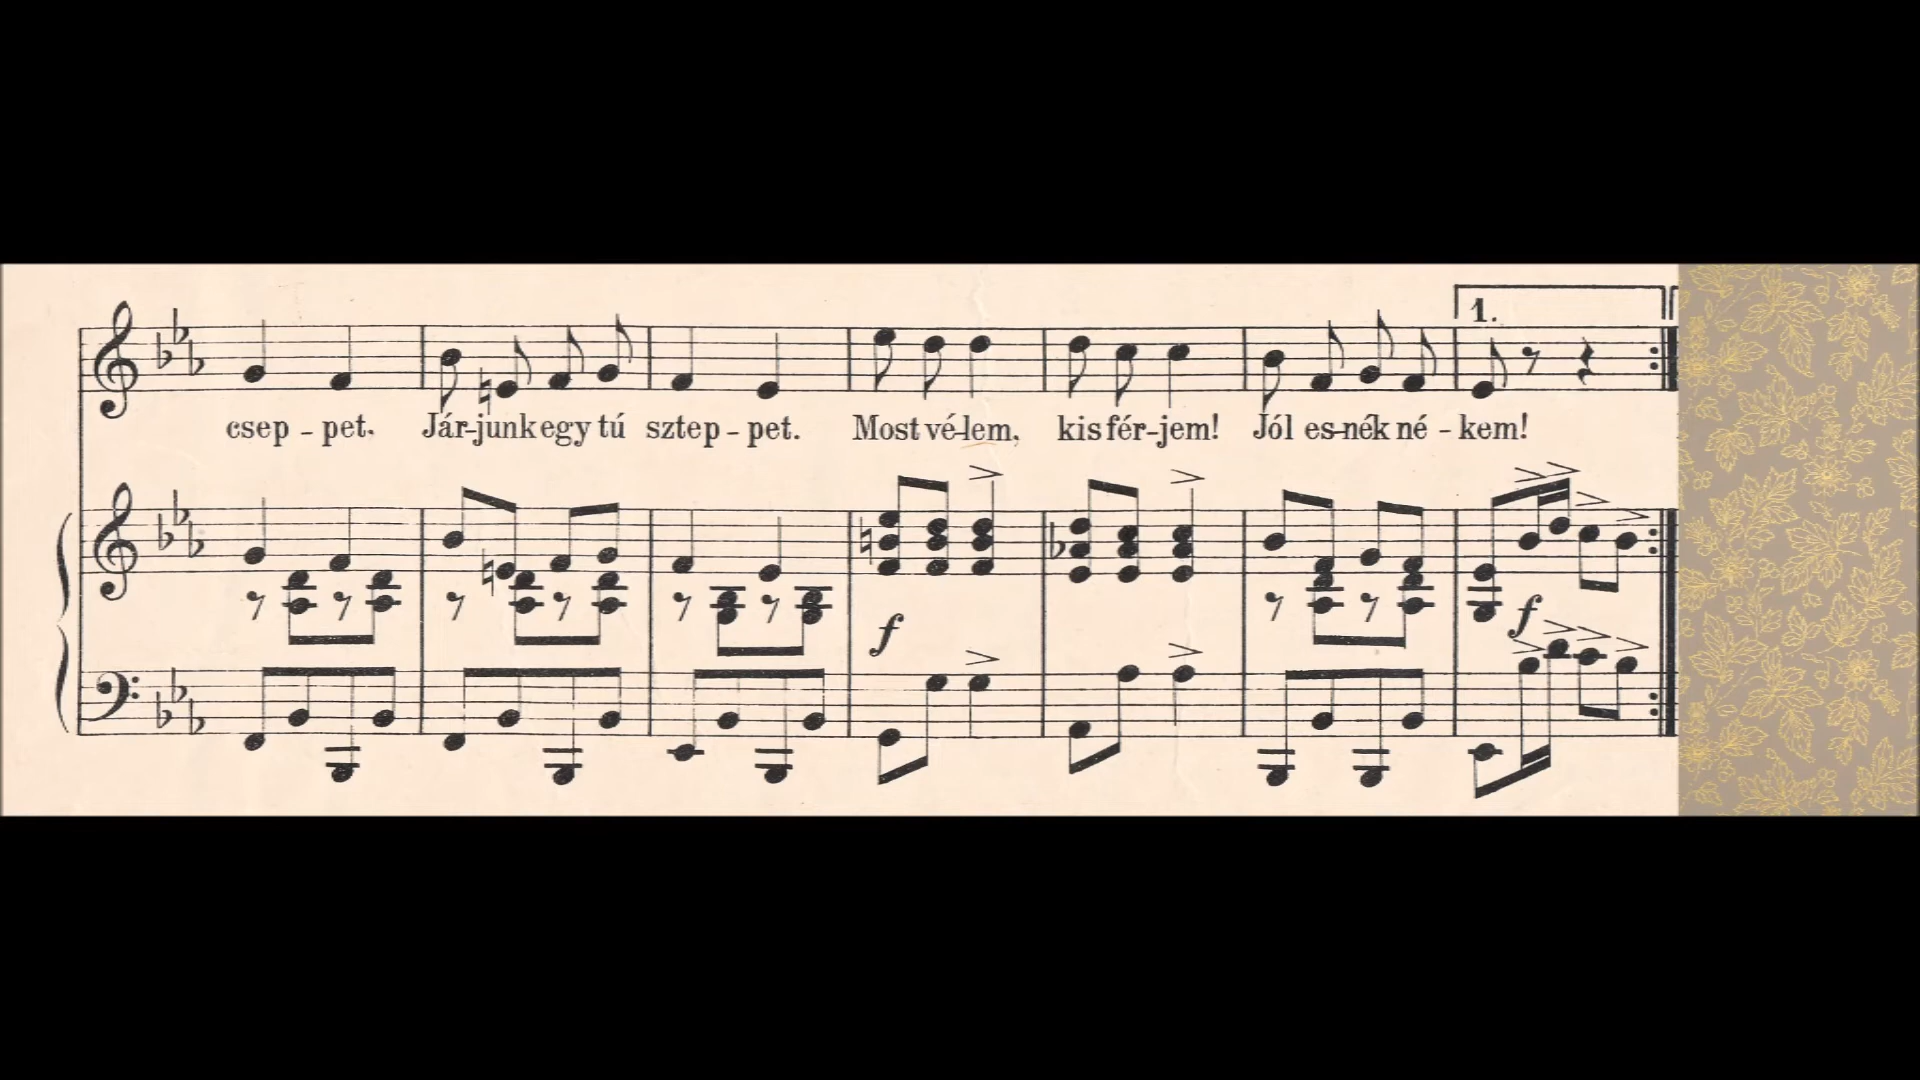 1.
csep - pet. Jár-junk egy tú sztep - pet. Most vé-lem, kis fér-jem! Jól es-nék né - kem!
f
f